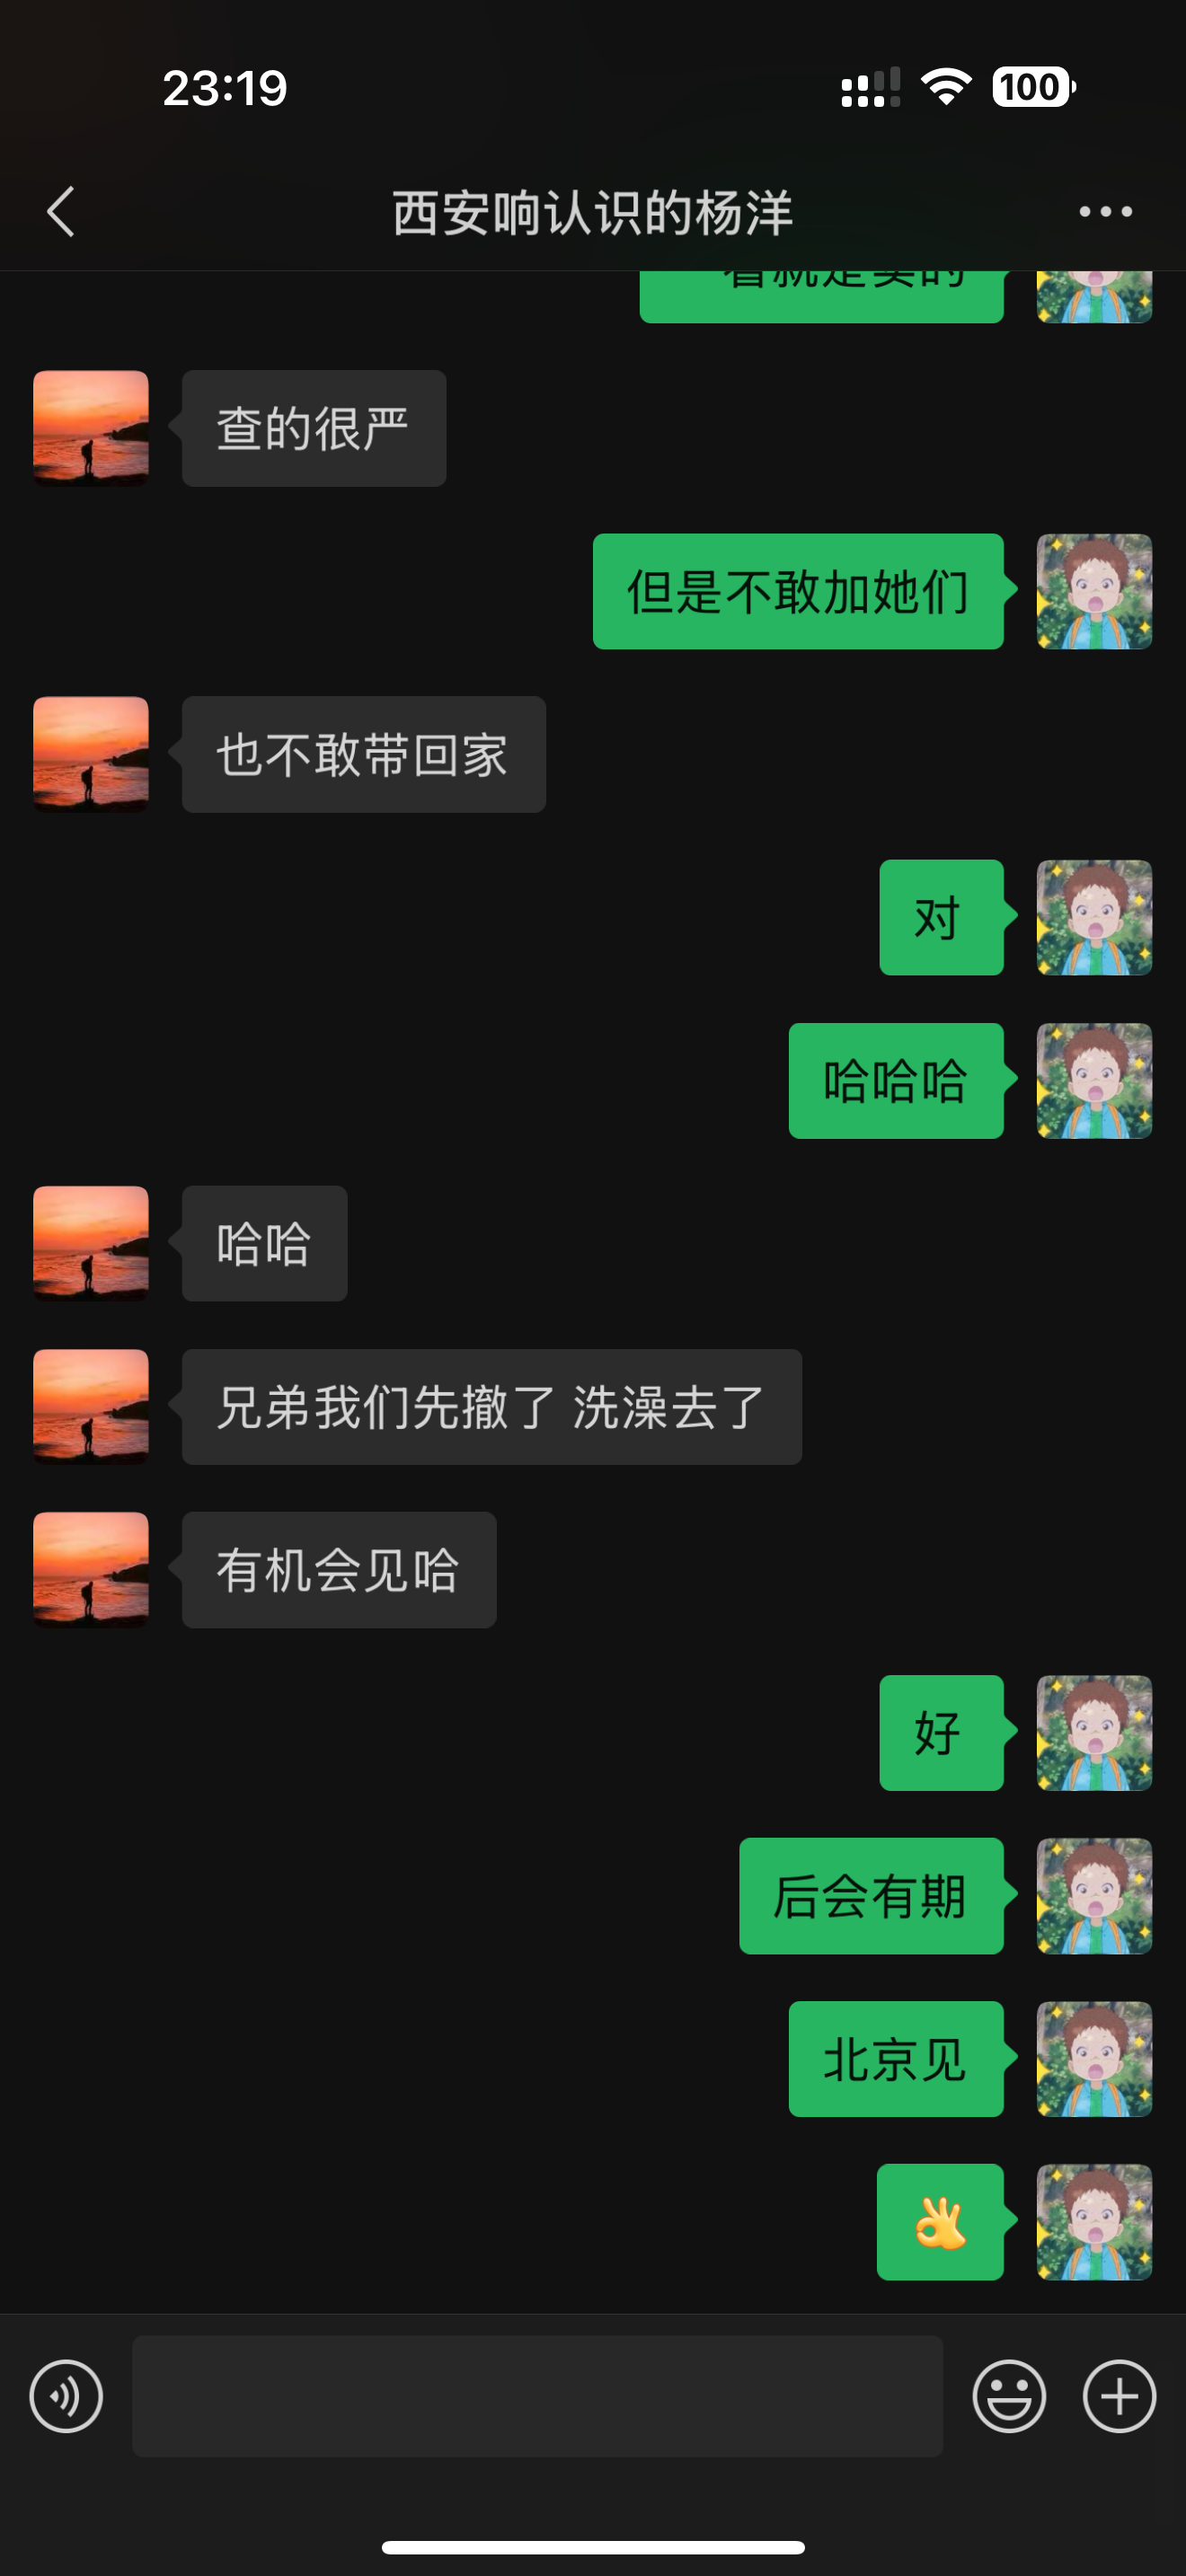 23:19
100
西安响认识的杨洋
查的很严
但是不敢加她们
也不敢带回家
对
哈哈哈
哈哈
兄弟我们先撤了 洗澡去了
有机会见哈
好
后会有期
北京见
👌